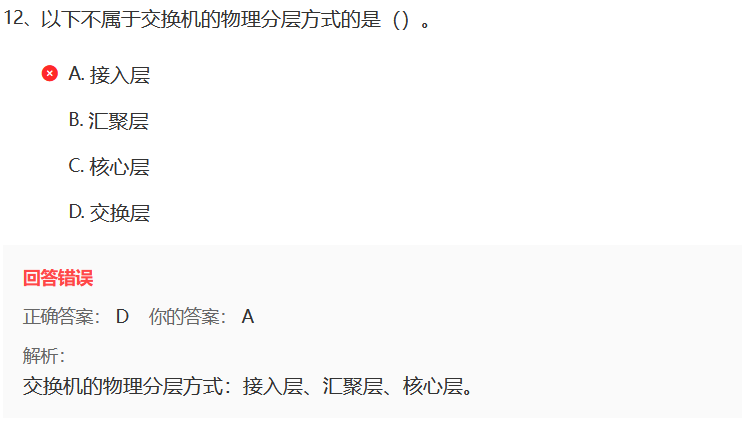 12、以下不属于交换机的物理分层方式的是（）。
A. 接入层
B. 汇聚层
C. 核心层
D. 交换层
回答错误
正确答案： D 你的答案： A
解析：
交换机的物理分层方式：接入层、汇聚层、核心层。